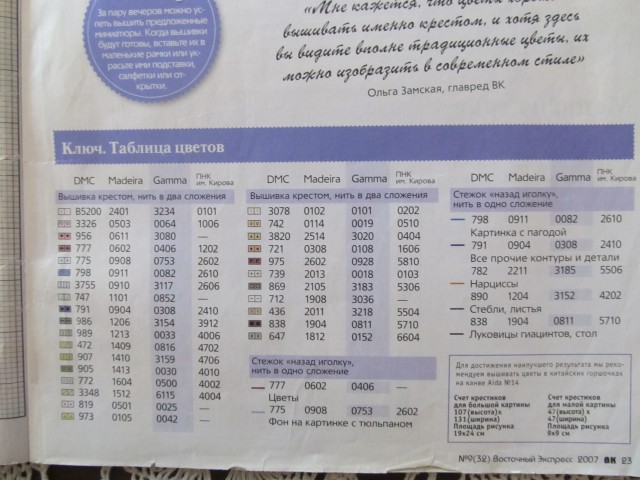 За пару вечеров можно ус-
петь вышить предложенные
миниатюры. Когда вышивки
будут готовы, вставьте их в
маленькие рамки или ук-
расьте ими подставки,
салфетки или от-
крытки.
«Мне кажется, что цветы
вышивать именно крестом, и хотя здесь
вы видите вполне традиционные цветы, их
можно изобразить в современном стиле»
Ольга Замская, главред ВК
Ключ. Таблица цветов
DMC Madeira Gamma ПНК им. Кирова
Вышивка крестом, нить в два сложения
B5200 2401 3234 0101
3326 0503 0064 1006
956 0611 3080 —
777 0602 0406 1202
775 0908 0753 2602
798 0911 0082 2610
3755 0910 3117 2606
747 1101 0852 —
791 0904 0308 2410
986 1206 3154 3912
989 1213 0033 4006
472 1409 0816 4702
907 1410 3159 4706
905 1413 0030 4010
772 1604 0500 4002
3348 1512 6115 4004
819 0501 0025 —
973 0105 0042 —
DMC Madeira Gamma ПНК им. Кирова
Вышивка крестом, нить в два сложения
3078 0102 0101 0202
742 0114 0019 0510
3820 2514 3020 0404
721 0308 0108 1606
975 2602 0928 5810
739 2013 0018 0103
869 2105 3183 5306
712 1908 3036 —
436 2011 3218 5504
838 1904 0811 5710
647 1812 0152 6604
Стежок «назад иголку»,
нить в одно сложение
777 0602 0406 —
Цветы
775 0908 0753 2602
Фон на картинке с тюльпаном
DMC Madeira Gamma ПНК им. Кирова
Стежок «назад иголку»,
нить в одно сложение
798 0911 0082 2610
Картинка с пагодой
791 0904 0308 2410
Все прочие контуры и детали
782 2211 3185 5506
Нарциссы
890 1204 3152 4202
Стебли, листья
838 1904 0811 5710
Луковицы гиацинтов, стол
Для достижения наилучшего результата мы реко-
мендуем вышивать цветы в китайских горшочках
на канве Aida №14
Счет крестиков
для большой картины
107(высота)х
131(ширина)
Площадь рисунка
19х24 см
Счет крестиков
для малой картины
47(высота)х
47(ширина)
Площадь рисунка
9х9 см
№9(32) Восточный Экспресс 2007 ВК 23